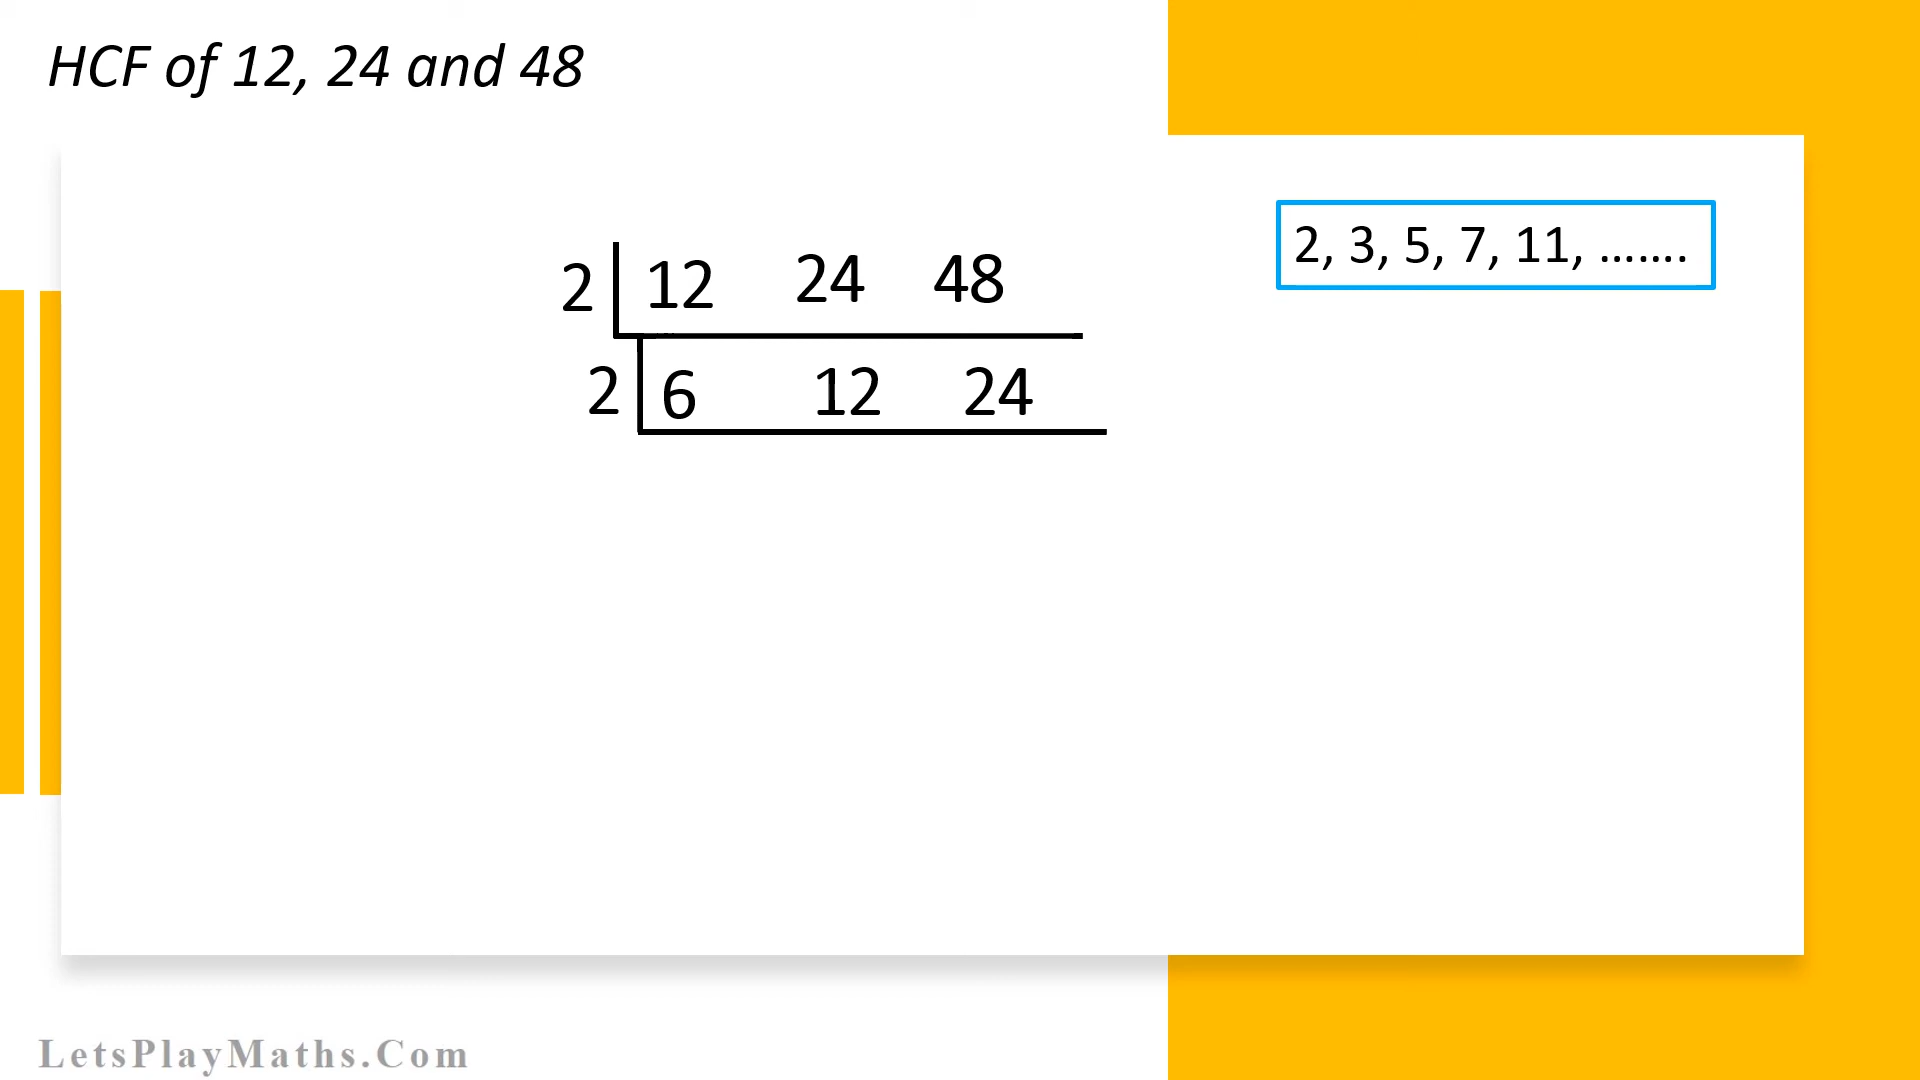 HCF of 12, 24 and 48
2, 3, 5, 7, 11, .......
2 12 24 48
2 6 12 24
LetsPlayMaths.Com